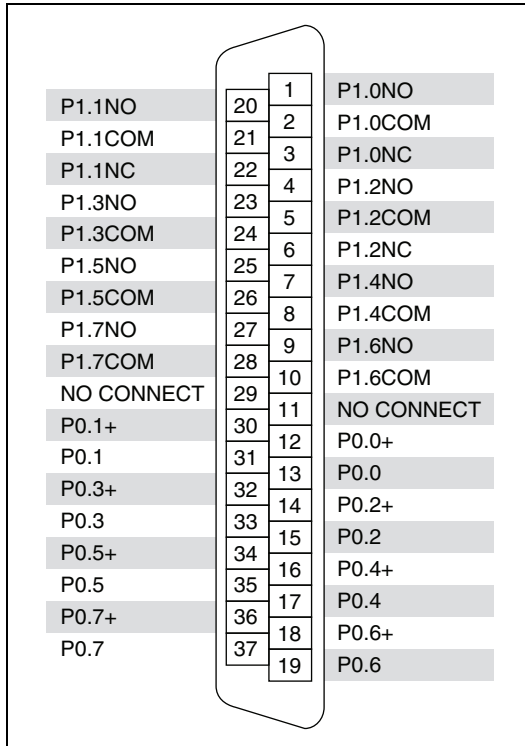 P1.1NO 20 1 P1.0NO
P1.1COM 21 2 P1.0COM
P1.1NC 22 3 P1.0NC
P1.3NO 23 4 P1.2NO
P1.3COM 24 5 P1.2COM
P1.5NO 25 6 P1.2NC
P1.5COM 26 7 P1.4NO
P1.7NO 27 8 P1.4COM
P1.7COM 28 9 P1.6NO
NO CONNECT 29 10 P1.6COM
P0.1+ 30 11 NO CONNECT
P0.1 31 12 P0.0+
P0.3+ 32 13 P0.0
P0.3 33 14 P0.2+
P0.5+ 34 15 P0.2
P0.5 35 16 P0.4+
P0.7+ 36 17 P0.4
P0.7 37 18 P0.6+
19 P0.6